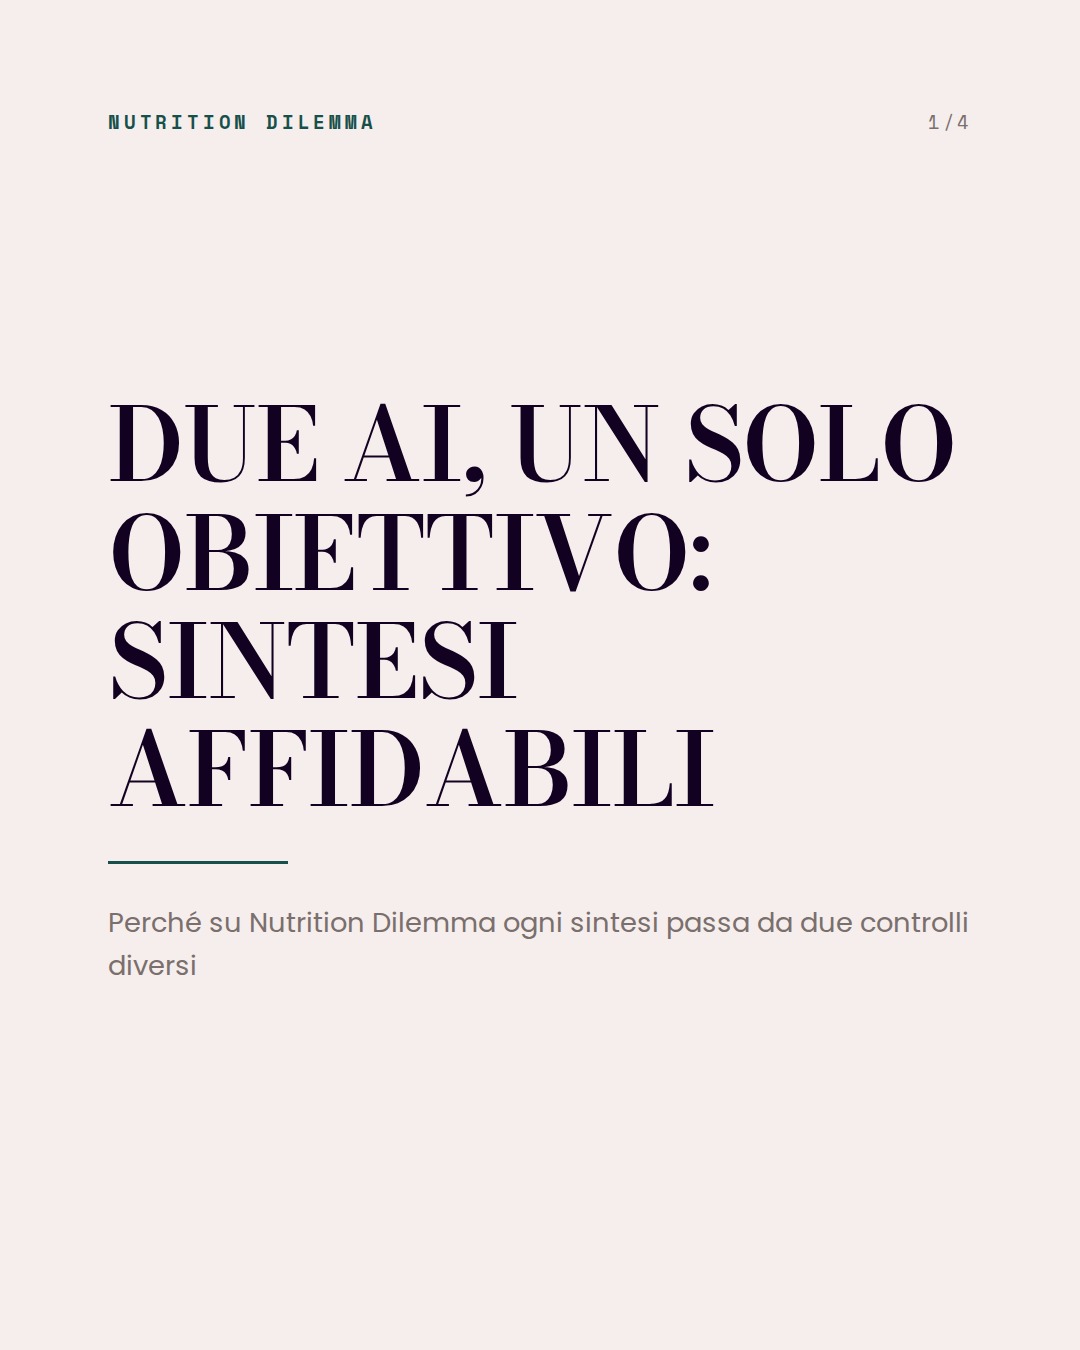 NUTRITION DILEMMA
1/4
DUE AI, UN SOLO
OBIETTIVO:
SINTESI
AFFIDABILI
Perché su Nutrition Dilemma ogni sintesi passa da due controlli
diversi